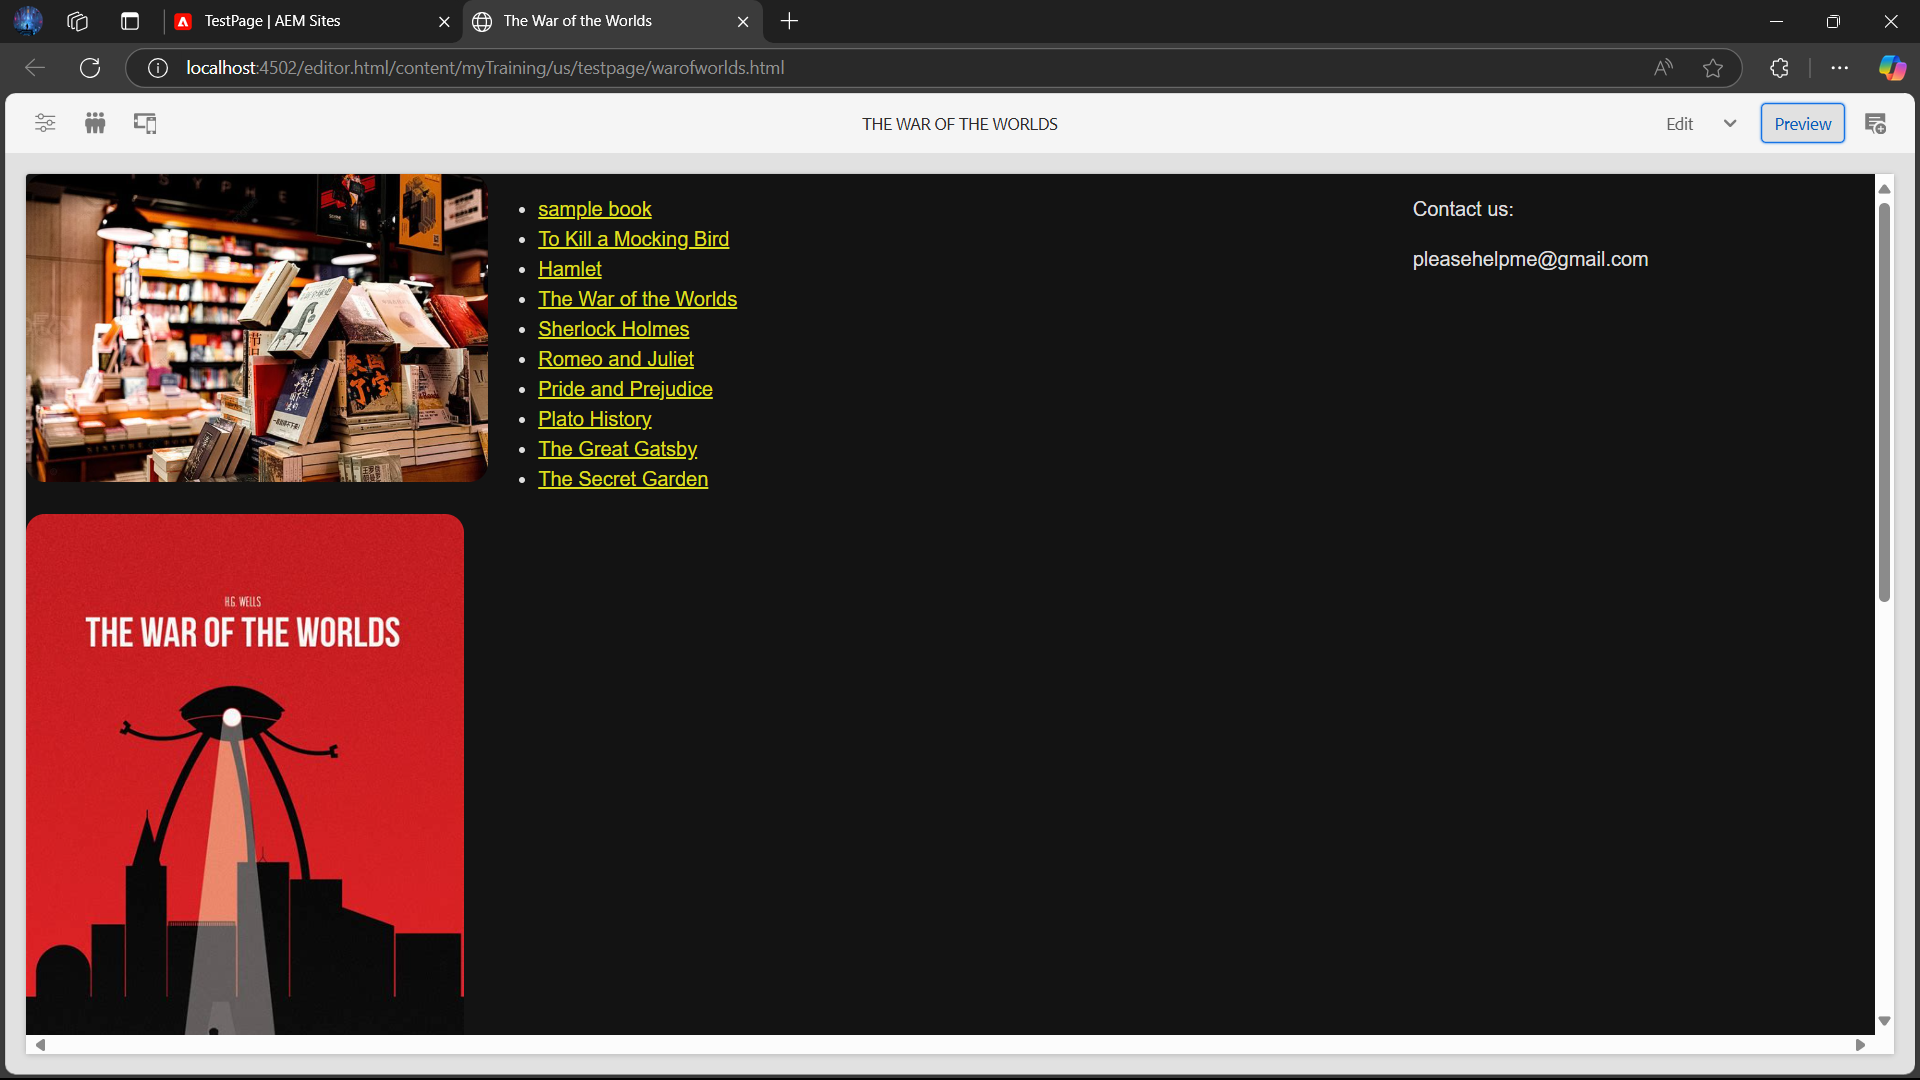 TestPage | AEM Sites
The War of the Worlds
localhost:4502/editor.html/content/myTraining/us/testpage/warofworlds.html
THE WAR OF THE WORLDS
Edit
Preview
SYPHE
sample book
To Kill a Mocking Bird
Hamlet
The War of the Worlds
Sherlock Holmes
Romeo and Juliet
Pride and Prejudice
Plato History
The Great Gatsby
The Secret Garden
Contact us:
pleasehelpme@gmail.com
H.G. WELLS
THE WAR OF THE WORLDS